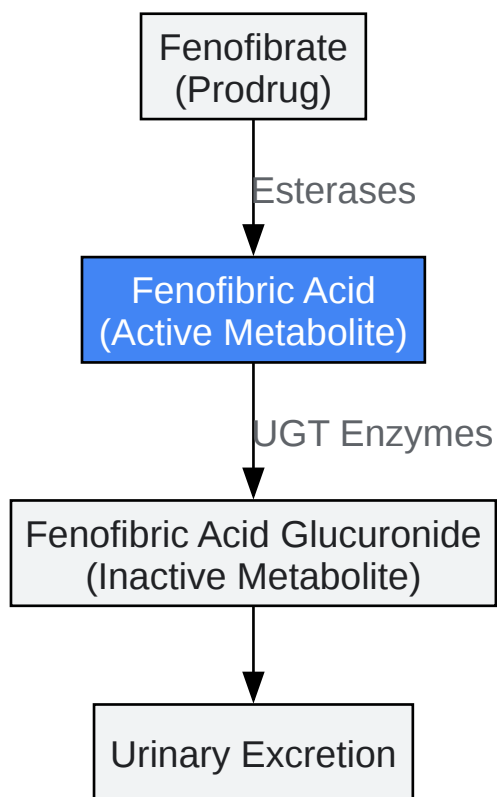 Fenofibrate
(Prodrug)
Esterases
Fenofibric Acid
(Active Metabolite)
UGT Enzymes
Fenofibric Acid Glucuronide
(Inactive Metabolite)
Urinary Excretion